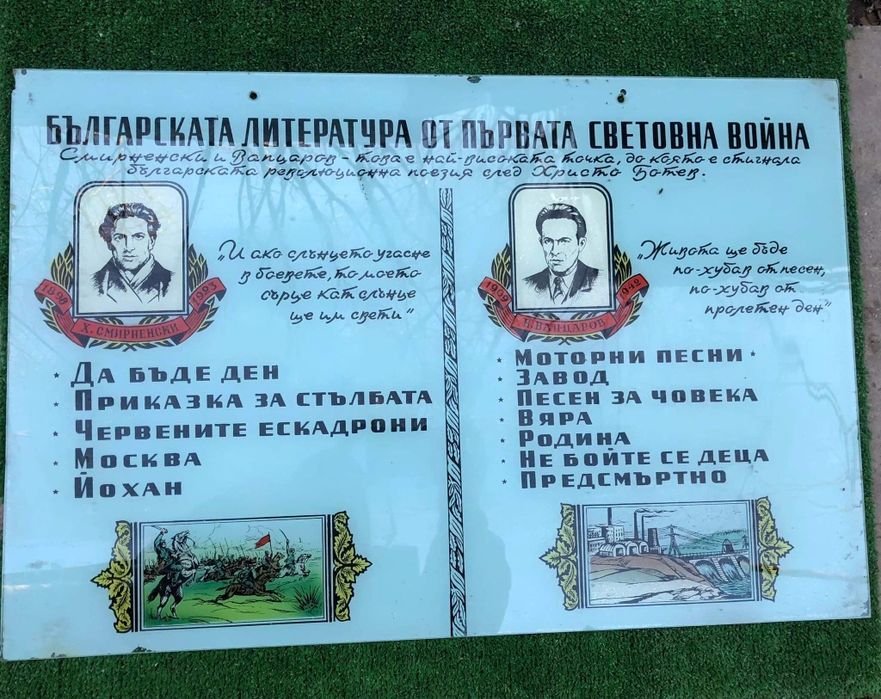 БЪЛГАРСКАТА ЛИТЕРАТУРА ОТ ПЪРВАТА СВЕТОВНА ВОЙНА
Смирненски и Вапцаров - това е най-високата точка, до която е стигнала
българската революционна поезия след Христо Ботев.
„И ако слънцето угасне
в боевете, то моето
сърце кат слънце
ще им свети"
1898 1923
Х. СМИРНЕНСКИ
• ДА БЪДЕ ДЕН
• ПРИКАЗКА ЗА СТЪЛБАТА
• ЧЕРВЕНИТЕ ЕСКАДРОНИ
• МОСКВА
• ЙОХАН
„Живота ще бъде
по-хубав от песен,
по-хубав от
пролетен ден"
1909 1942
Н. ВАПЦАРОВ
• МОТОРНИ ПЕСНИ •
• ЗАВОД
• ПЕСЕН ЗА ЧОВЕКА
• ВЯРА
• РОДИНА
• НЕ БОЙТЕ СЕ ДЕЦА
• ПРЕДСМЪРТНО